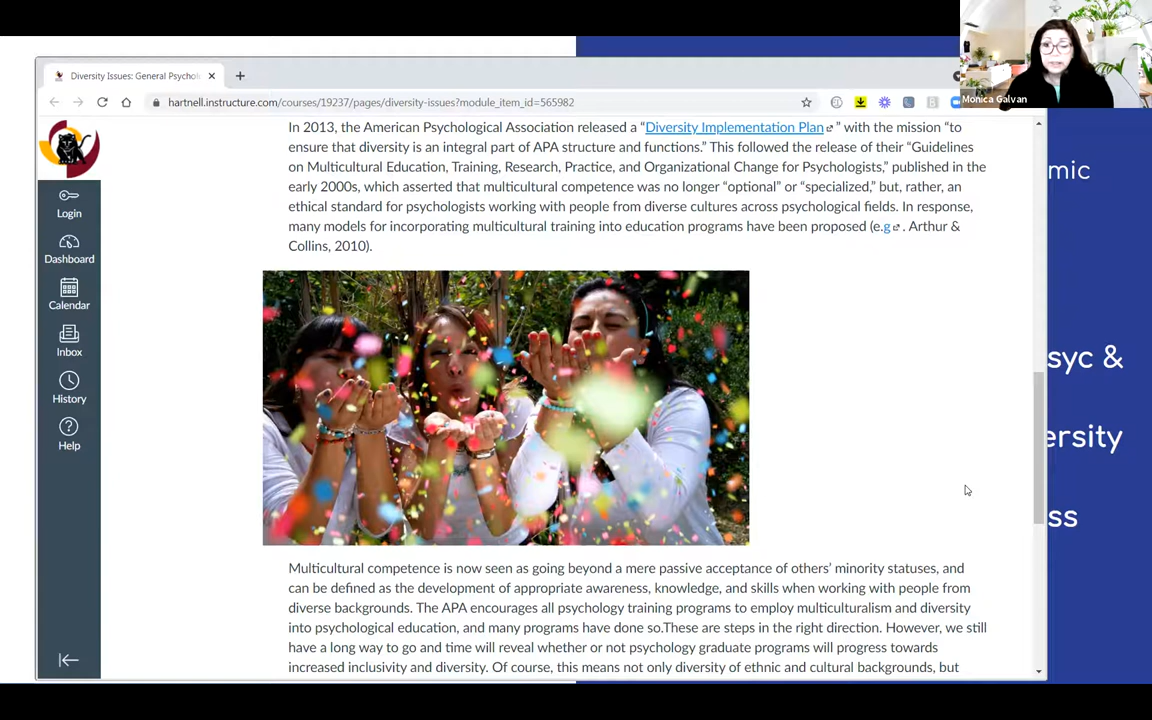 Monica Galvan
Diversity Issues: General Psychol
hartnell.instructure.com/courses/19237/pages/diversity-issues?module_item_id=565982
Login
Dashboard
Calendar
Inbox
History
Help
In 2013, the American Psychological Association released a “Diversity Implementation Plan” with the mission “to
ensure that diversity is an integral part of APA structure and functions.” This followed the release of their “Guidelines
on Multicultural Education, Training, Research, Practice, and Organizational Change for Psychologists,” published in the
early 2000s, which asserted that multicultural competence was no longer “optional” or “specialized,” but, rather, an
ethical standard for psychologists working with people from diverse cultures across psychological fields. In response,
many models for incorporating multicultural training into education programs have been proposed (e.g. Arthur &
Collins, 2010).
Multicultural competence is now seen as going beyond a mere passive acceptance of others’ minority statuses, and
can be defined as the development of appropriate awareness, knowledge, and skills when working with people from
diverse backgrounds. The APA encourages all psychology training programs to employ multiculturalism and diversity
into psychological education, and many programs have done so.These are steps in the right direction. However, we still
have a long way to go and time will reveal whether or not psychology graduate programs will progress towards
increased inclusivity and diversity. Of course, this means not only diversity of ethnic and cultural backgrounds, but
mic
syc &
ersity
ss